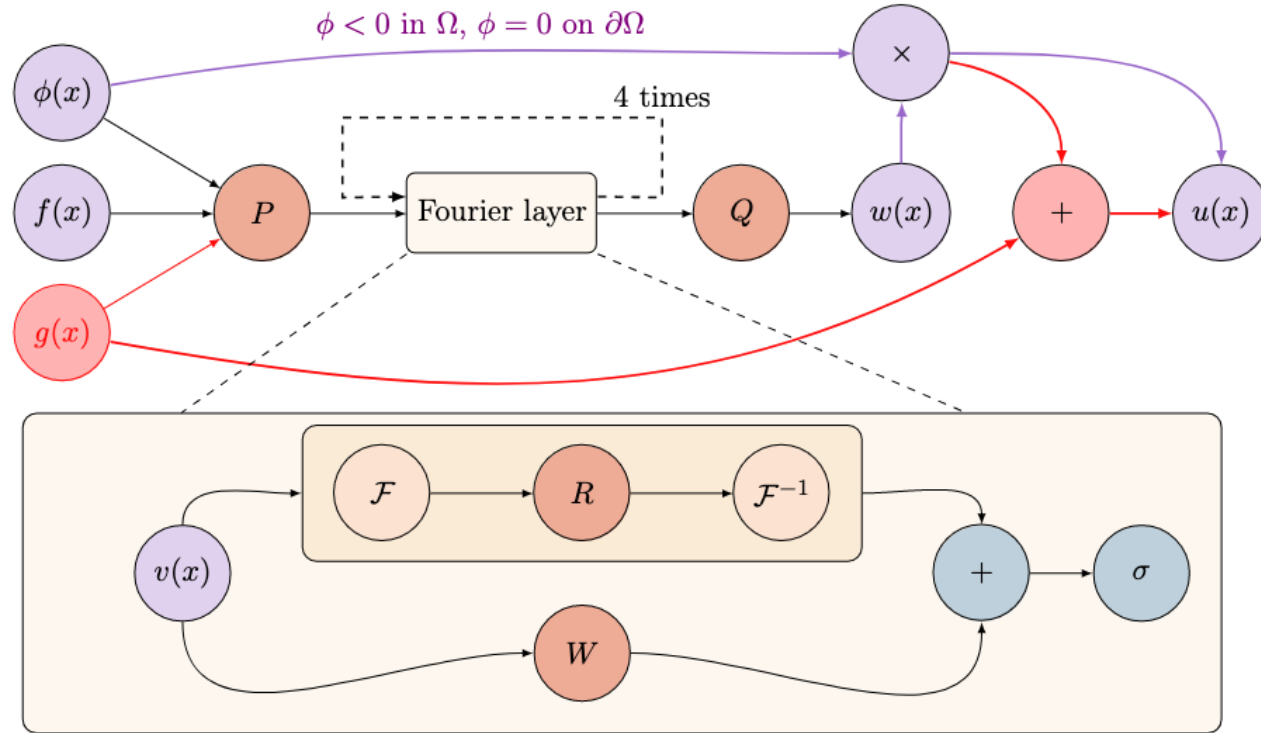 ϕ < 0 in Ω, ϕ = 0 on ∂Ω
×
4 times
ϕ(x)
f(x)
g(x)
P
Fourier layer
Q
w(x)
+
u(x)
v(x)
ℱ
R
ℱ⁻¹
W
+
σ